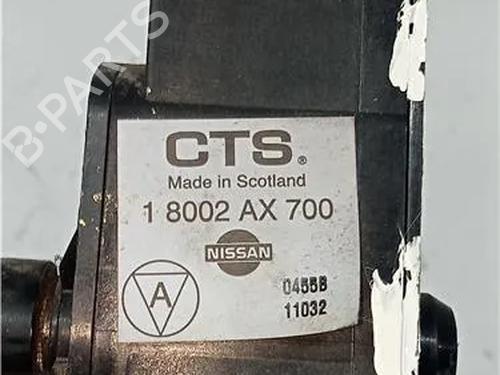 B-PARTS
CTS®
Made in Scotland
1 8002 AX 700
NISSAN
A
0455B
11032